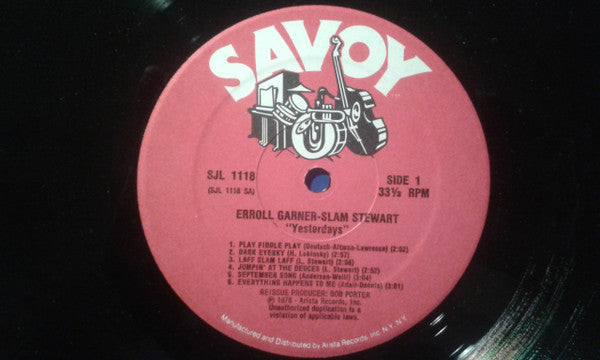 SAVOY
SJL 1118
(SJL 1118 SA)
SIDE 1
33⅓ RPM
ERROLL GARNER-SLAM STEWART
"Yesterdays"
1. PLAY FIDDLE PLAY (Deutsch-Altman-Lawrence) (2:52)
2. DARK EYESKY (H. Lubinsky) (2:57)
3. LAFF SLAM LAFF (L. Stewart) (2:56)
4. JUMPIN' AT THE DEUCES (L. Stewart) (2:52)
5. SEPTEMBER SONG (Anderson-Weill) (3:04)
6. EVERYTHING HAPPENS TO ME (Adair-Dennis) (3:01)
REISSUE PRODUCER: BOB PORTER
℗ 1978 - Arista Records, Inc.
Unauthorized duplication is a
violation of applicable laws.
Manufactured and Distributed by Arista Records, Inc. N.Y., N.Y.